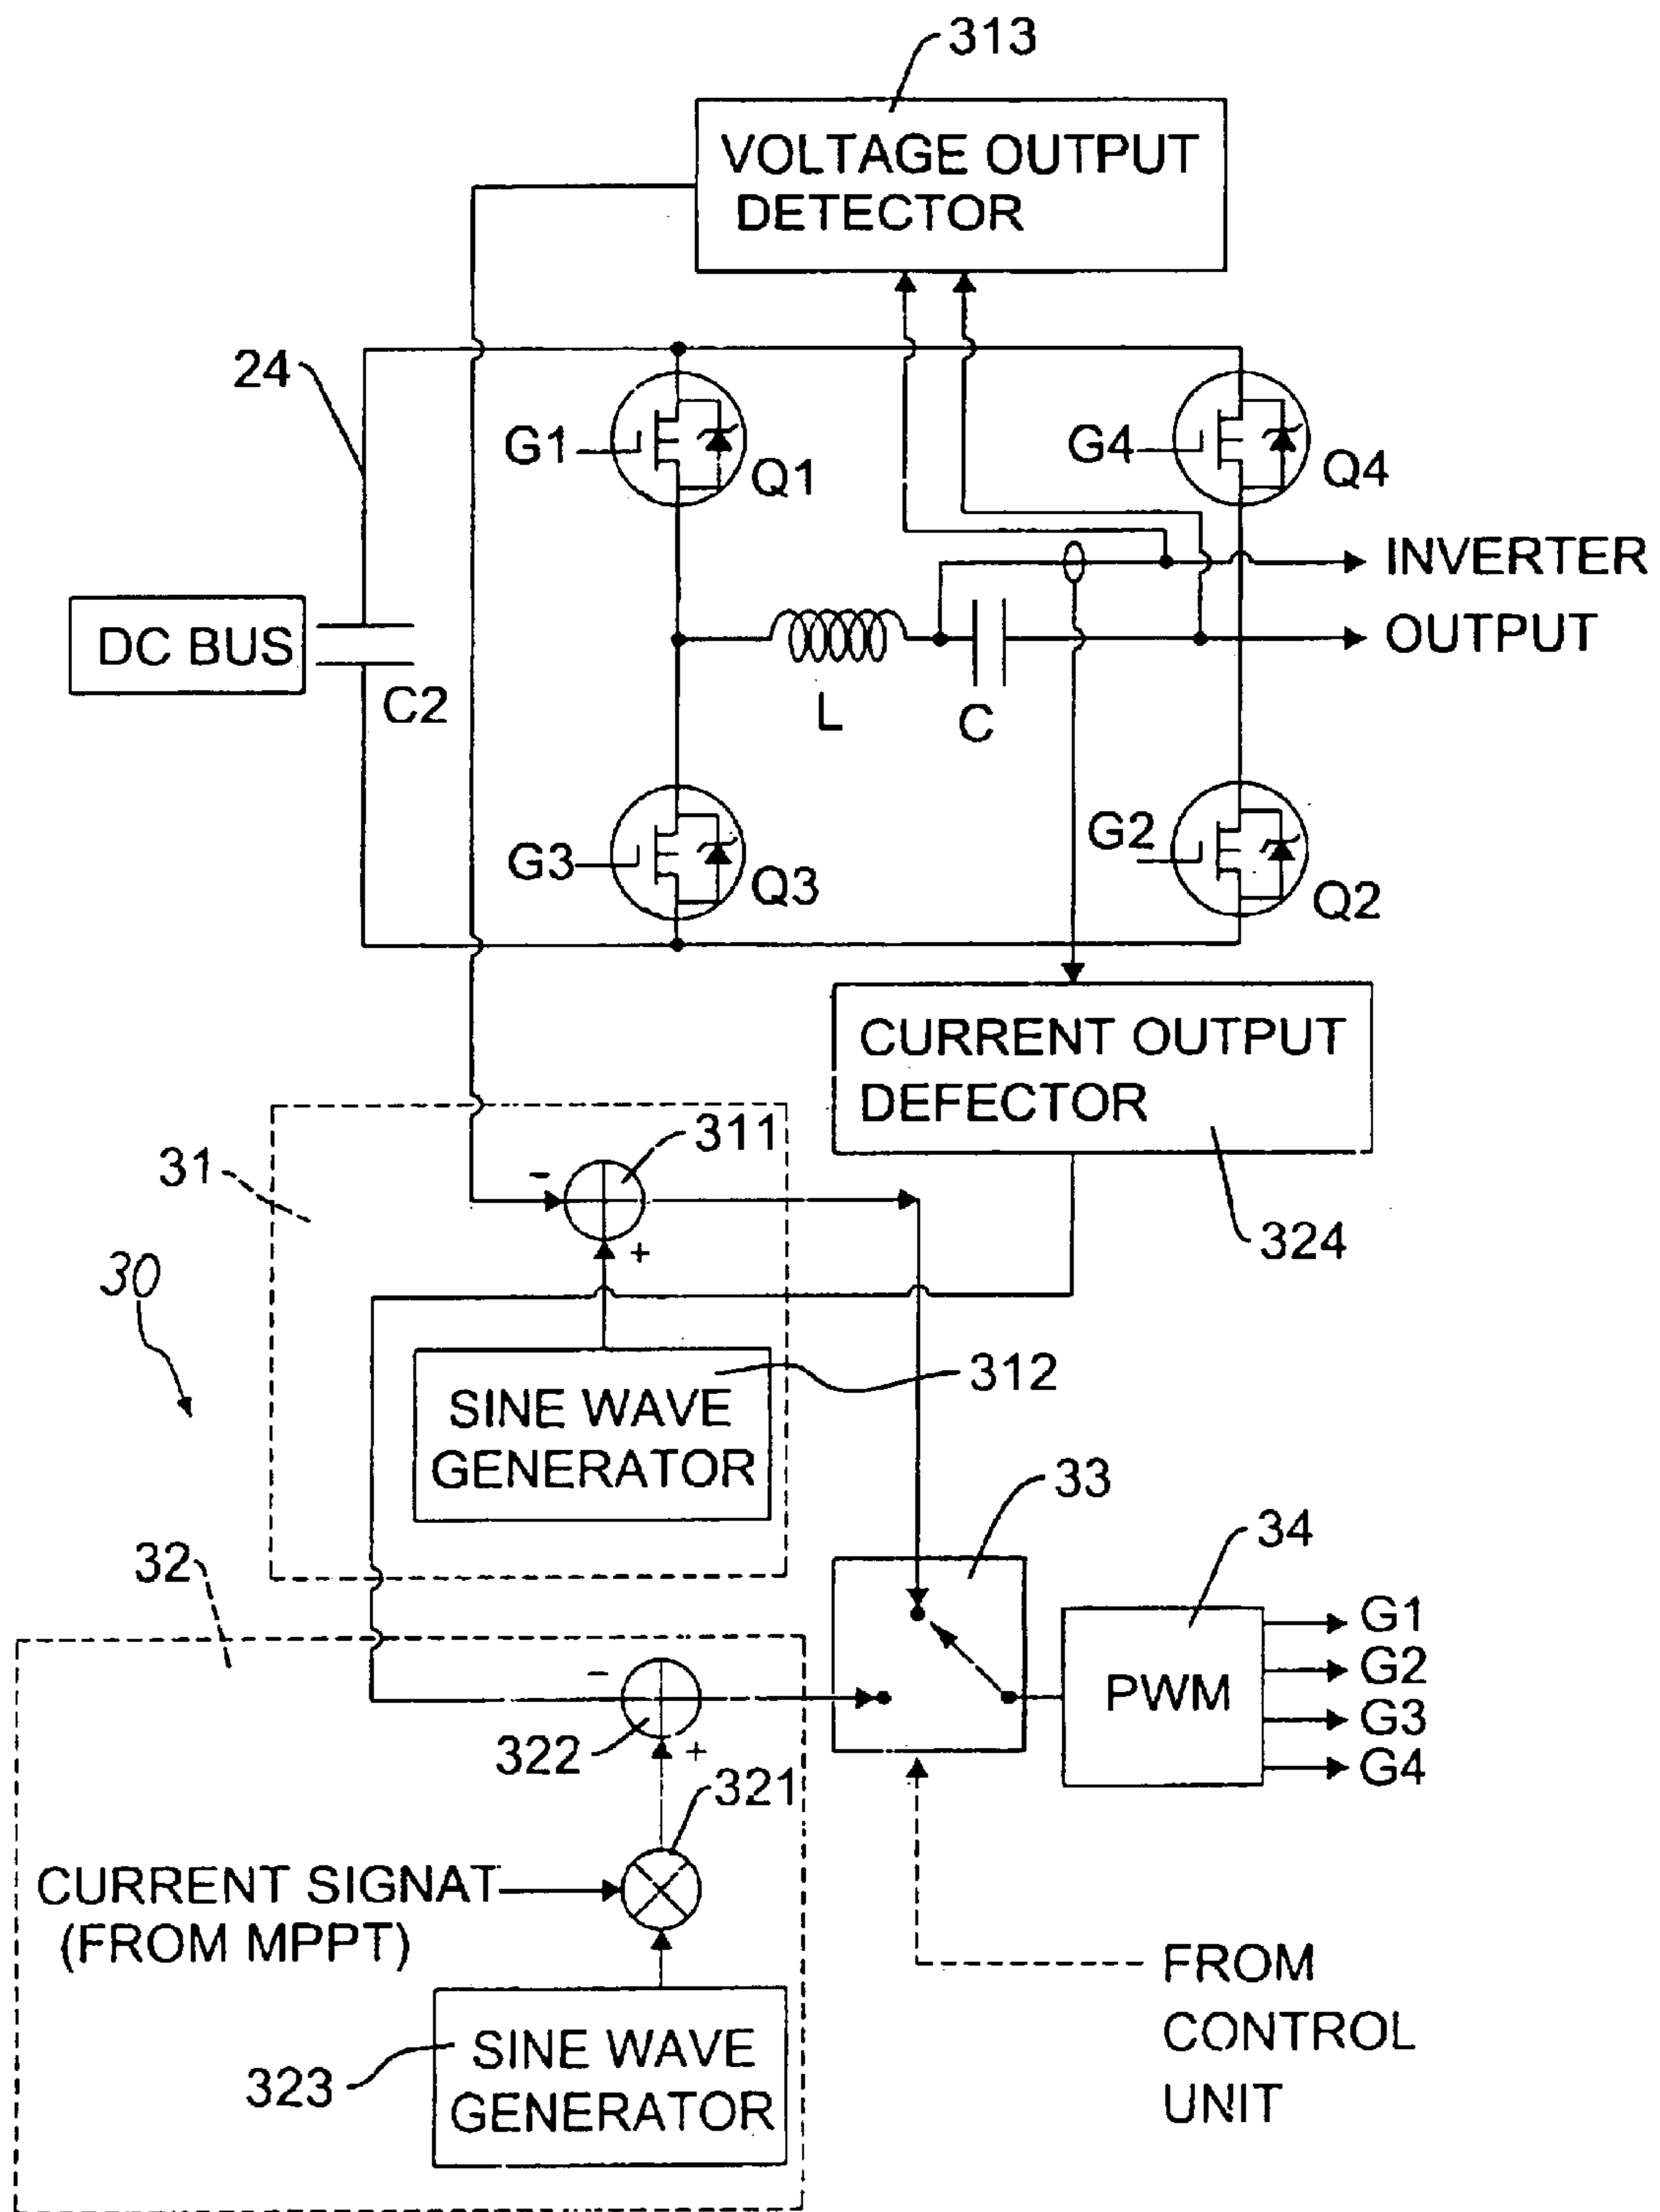 313
VOLTAGE OUTPUT
DETECTOR
24
G1
Q1
G4
Q4
INVERTER
OUTPUT
DC BUS
C2
L
C
G3
Q3
G2
Q2
CURRENT OUTPUT
DEFECTOR
324
31
-
311
+
30
312
SINE WAVE
GENERATOR
33
34
32
-
322
+
321
PWM
G1
G2
G3
G4
CURRENT SIGNAT
(FROM MPPT)
323
SINE WAVE
GENERATOR
FROM
CONTROL
UNIT